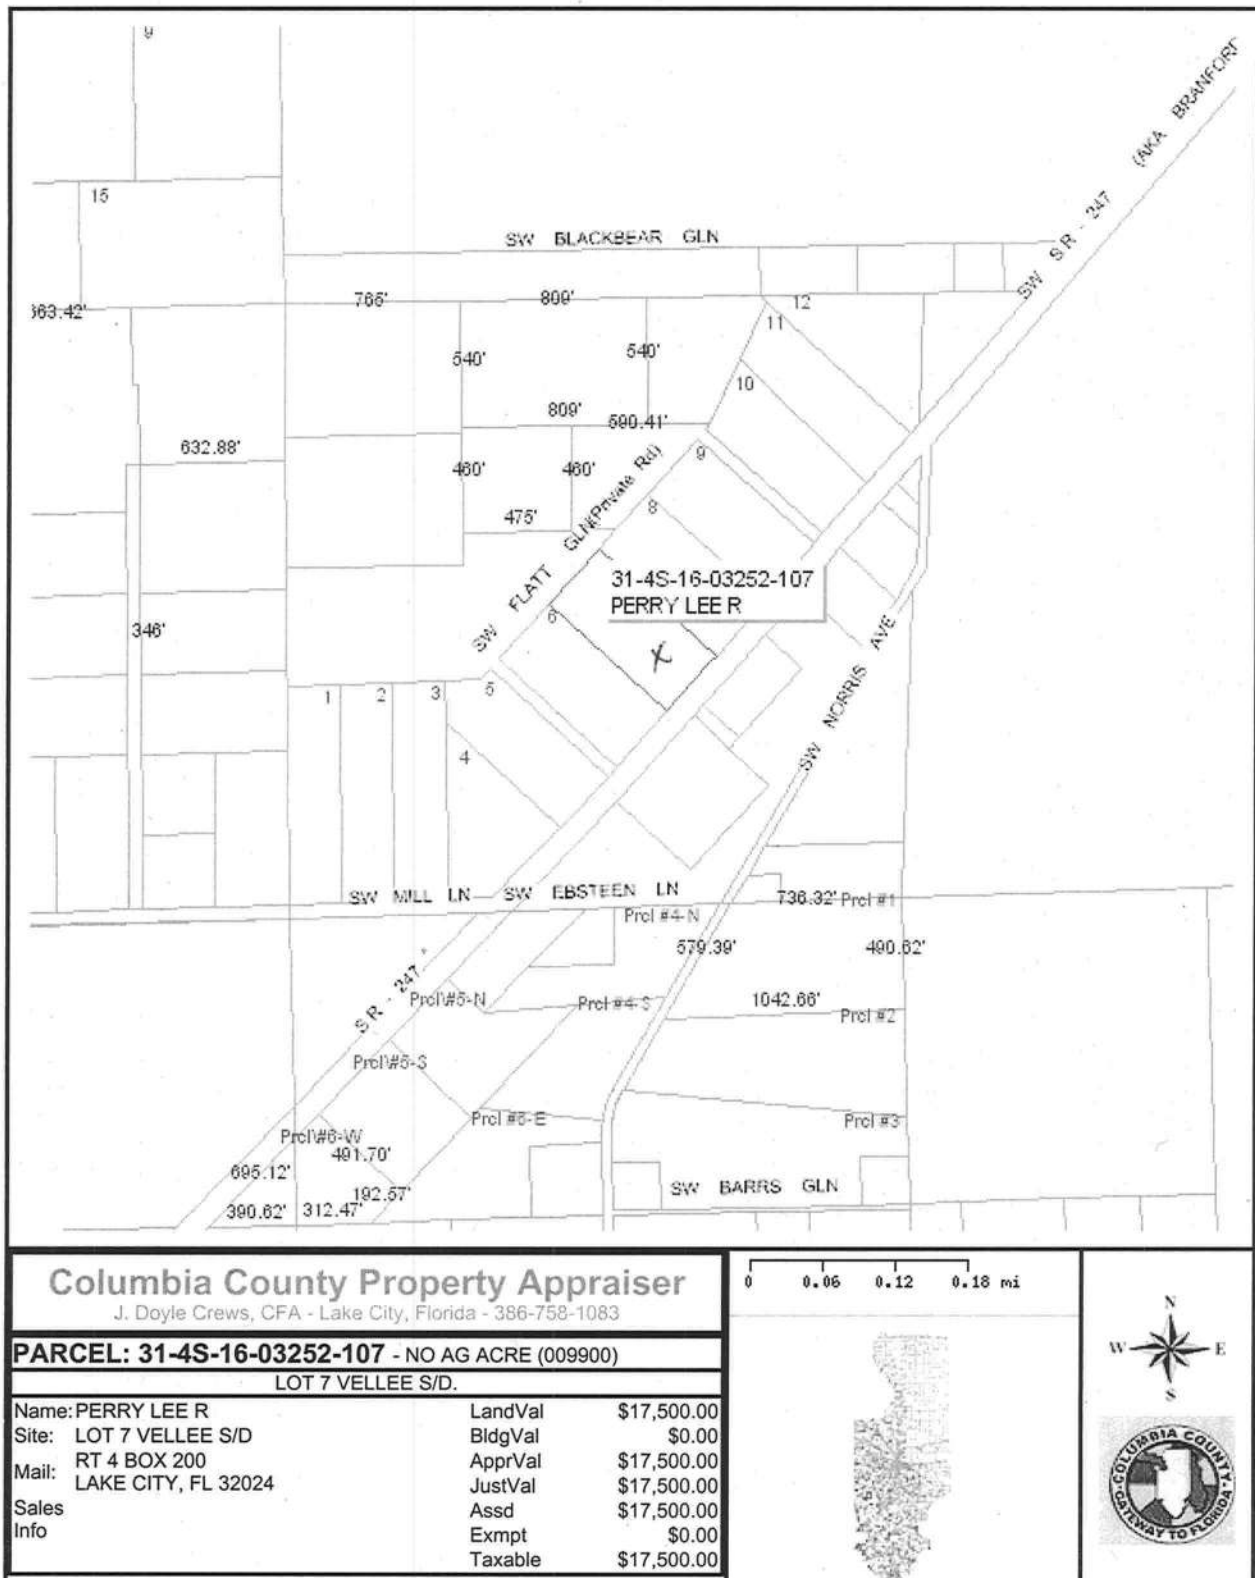 9
15
(AKA BRANFORD
SW SR - 247
SW BLACKBEAR GLN
363.42'
766'
809'
12
11
540'
540'
10
809'
590.41'
632.88'
460'
460'
9
8
475'
SW FLATT GLN(Private Rd)
31-4S-16-03252-107
PERRY LEE R
6
X
346'
1
2
3
5
4
SW NORRIS AVE
SW MILL LN
SW EBSTEEN LN
736.32'
Prcl #1
Prcl #4-N
579.39'
490.62'
SR - 247
Prcl\#5-N
Prcl #4-S
1042.66'
Prcl #2
Prcl\#5-S
Prcl #6-E
Prcl #3
Prcl\#6-W
491.70'
695.12'
192.57'
390.62'
312.47'
SW BARRS GLN
Columbia County Property Appraiser
J. Doyle Crews, CFA - Lake City, Florida - 386-758-1083
PARCEL: 31-4S-16-03252-107 - NO AG ACRE (009900)
LOT 7 VELLEE S/D.
Name: PERRY LEE R LandVal $17,500.00
Site: LOT 7 VELLEE S/D BldgVal $0.00
Mail: RT 4 BOX 200 ApprVal $17,500.00
LAKE CITY, FL 32024 JustVal $17,500.00
Sales Assd $17,500.00
Info Exmpt $0.00
Taxable $17,500.00
0 0.06 0.12 0.18 mi
N
W E
S
COLUMBIA COUNTY
GATEWAY TO FLORIDA